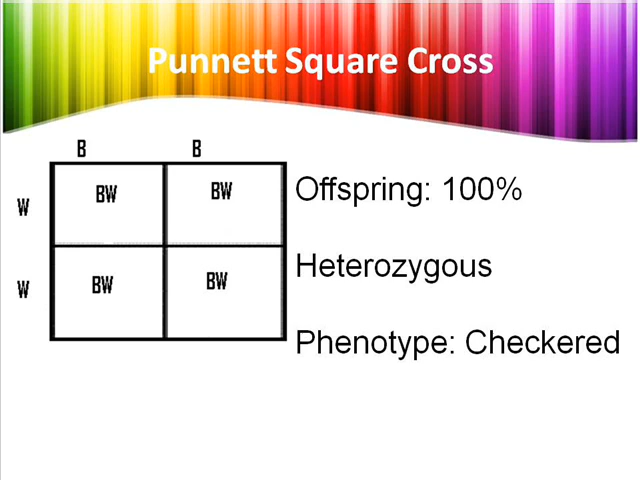 Punnett Square Cross
B B
W BW BW
W BW BW
Offspring: 100%
Heterozygous
Phenotype: Checkered